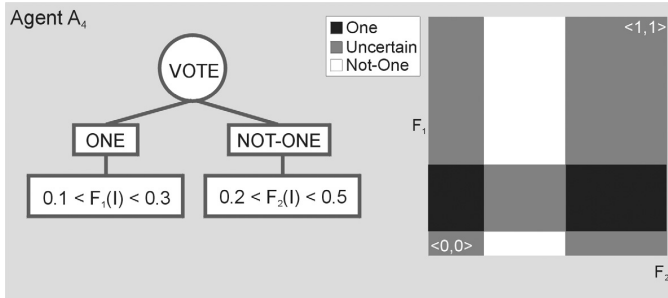 Agent A₄
VOTE
ONE
NOT-ONE
0.1 < F₁(I) < 0.3
0.2 < F₂(I) < 0.5
One
Uncertain
Not-One
<1,1>
F₁
<0,0>
F₂